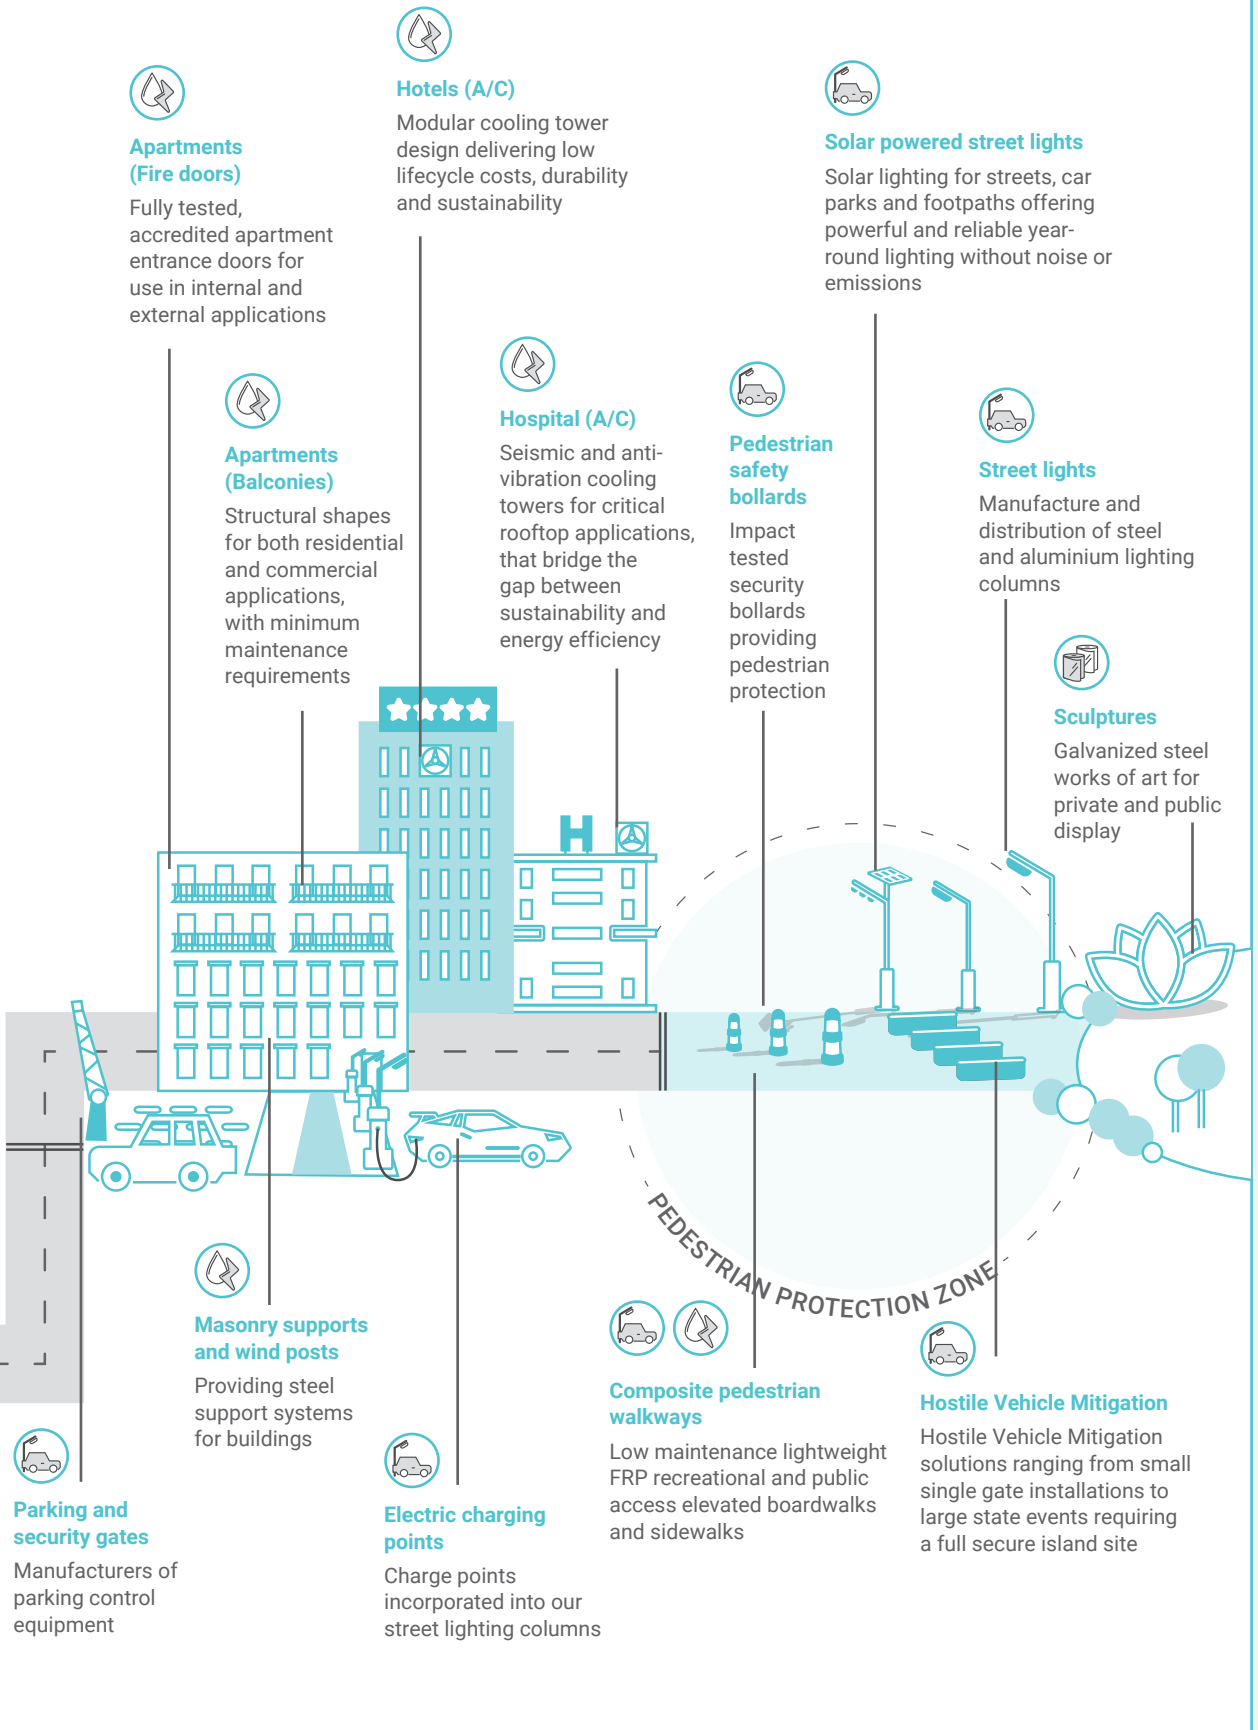 Hotels (A/C)
Modular cooling tower
design delivering low
lifecycle costs, durability
and sustainability
Apartments
(Fire doors)
Fully tested,
accredited apartment
entrance doors for
use in internal and
external applications
Solar powered street lights
Solar lighting for streets, car
parks and footpaths offering
powerful and reliable year-
round lighting without noise or
emissions
Apartments
(Balconies)
Structural shapes
for both residential
and commercial
applications,
with minimum
maintenance
requirements
Hospital (A/C)
Seismic and anti-
vibration cooling
towers for critical
rooftop applications,
that bridge the
gap between
sustainability and
energy efficiency
Pedestrian
safety
bollards
Impact
tested
security
bollards
providing
pedestrian
protection
Street lights
Manufacture and
distribution of steel
and aluminium lighting
columns
Sculptures
Galvanized steel
works of art for
private and public
display
H
PEDESTRIAN PROTECTION ZONE
Masonry supports
and wind posts
Providing steel
support systems
for buildings
Parking and
security gates
Manufacturers of
parking control
equipment
Electric charging
points
Charge points
incorporated into our
street lighting columns
Composite pedestrian
walkways
Low maintenance lightweight
FRP recreational and public
access elevated boardwalks
and sidewalks
Hostile Vehicle Mitigation
Hostile Vehicle Mitigation
solutions ranging from small
single gate installations to
large state events requiring
a full secure island site